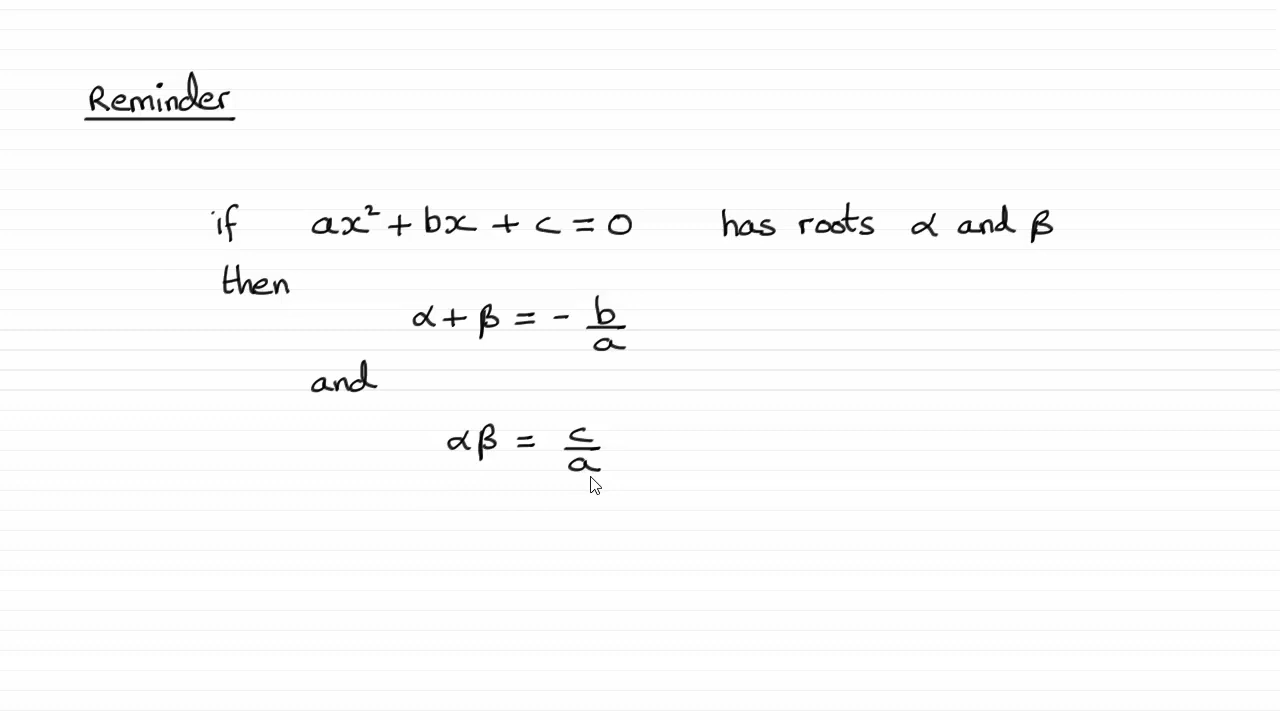 Reminder
if ax² + bx + c = 0 has roots α and β
then
α + β = - b/a
and
αβ = c/a